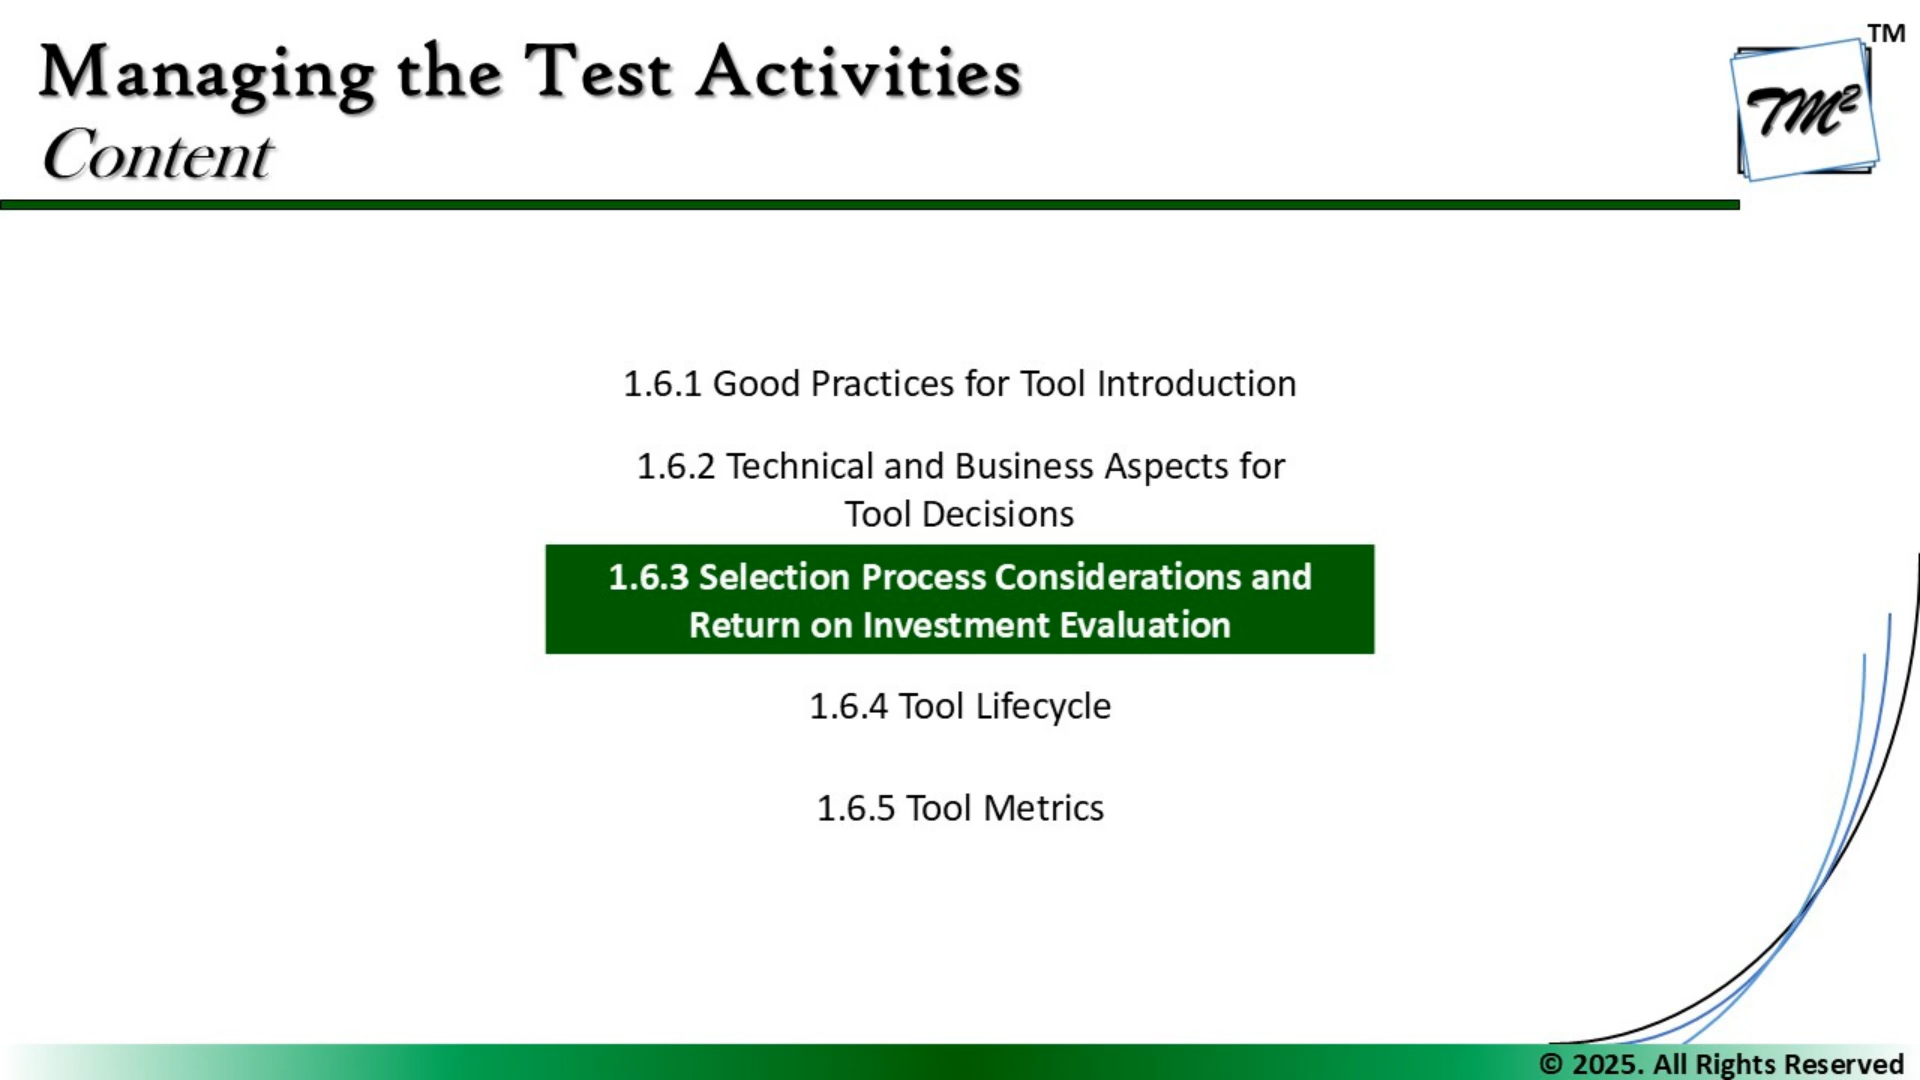 Managing the Test Activities
Content
TM
TM²
1.6.1 Good Practices for Tool Introduction
1.6.2 Technical and Business Aspects for
Tool Decisions
1.6.3 Selection Process Considerations and
Return on Investment Evaluation
1.6.4 Tool Lifecycle
1.6.5 Tool Metrics
© 2025. All Rights Reserved